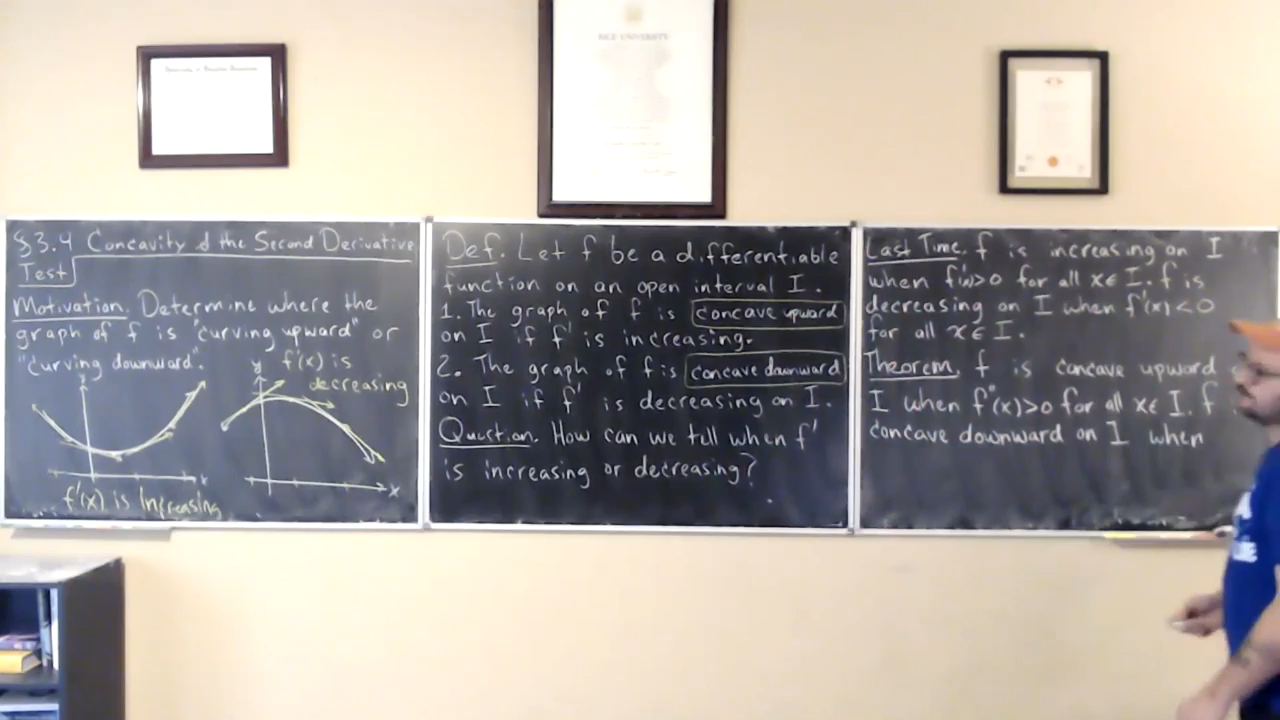 RICE UNIVERSITY
§3.4 Concavity & the Second Derivative
Test
Motivation. Determine where the
graph of f is "curving upward" or
"curving downward".
y
x
f'(x) is increasing
y
f'(x) is
decreasing
x
Def. Let f be a differentiable
function on an open interval I.
1. The graph of f is concave upward
on I if f' is increasing.
2. The graph of f is concave downward
on I if f' is decreasing on I.
Question. How can we tell when f'
is increasing or decreasing?
Last Time. f is increasing on I
when f'(x)>0 for all x∈I. f is
decreasing on I when f'(x)<0
for all x∈I.
Theorem. f is concave upward
I when f"(x)>0 for all x∈I. f
concave downward on I when